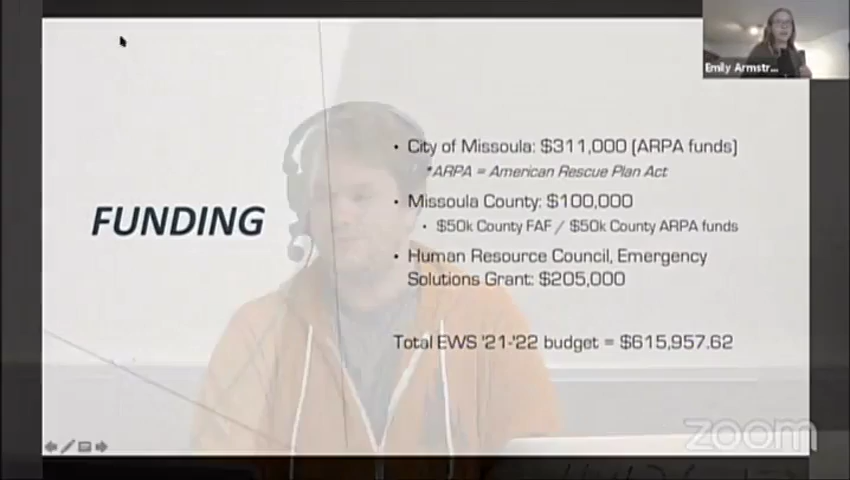 Emily Armstr...
• City of Missoula: $311,000 (ARPA funds)
*ARPA = American Rescue Plan Act
FUNDING
• Missoula County: $100,000
• $50k County FAF / $50k County ARPA funds
• Human Resource Council, Emergency
Solutions Grant: $205,000
Total EWS '21-'22 budget = $615,957.62
zoom